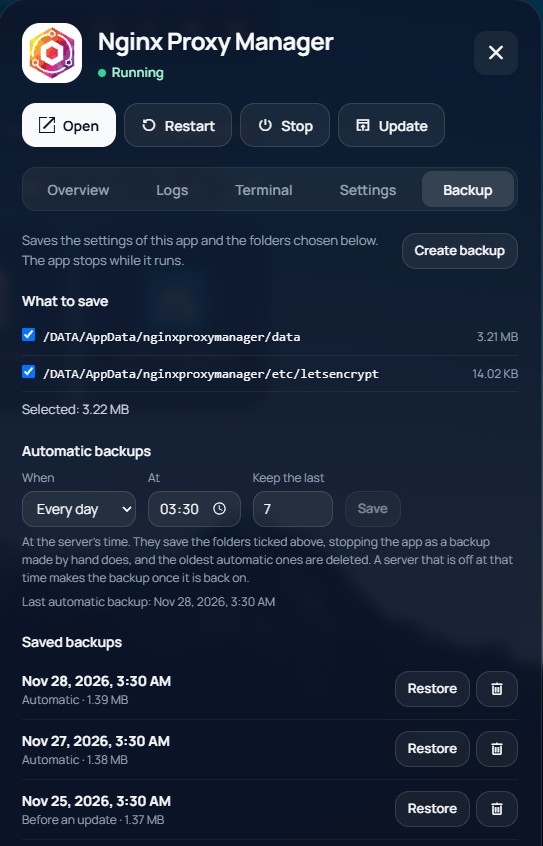 Nginx Proxy Manager
Running
Open
Restart
Stop
Update
Overview
Logs
Terminal
Settings
Backup
Saves the settings of this app and the folders chosen below.
The app stops while it runs.
Create backup
What to save
/DATA/AppData/nginxproxymanager/data
3.21 MB
/DATA/AppData/nginxproxymanager/etc/letsencrypt
14.02 KB
Selected: 3.22 MB
Automatic backups
When
At
Keep the last
Every day
03:30
7
Save
At the server's time. They save the folders ticked above, stopping the app as a backup
made by hand does, and the oldest automatic ones are deleted. A server that is off at that
time makes the backup once it is back on.
Last automatic backup: Nov 28, 2026, 3:30 AM
Saved backups
Nov 28, 2026, 3:30 AM
Automatic · 1.39 MB
Restore
Nov 27, 2026, 3:30 AM
Automatic · 1.38 MB
Restore
Nov 25, 2026, 3:30 AM
Before an update · 1.37 MB
Restore